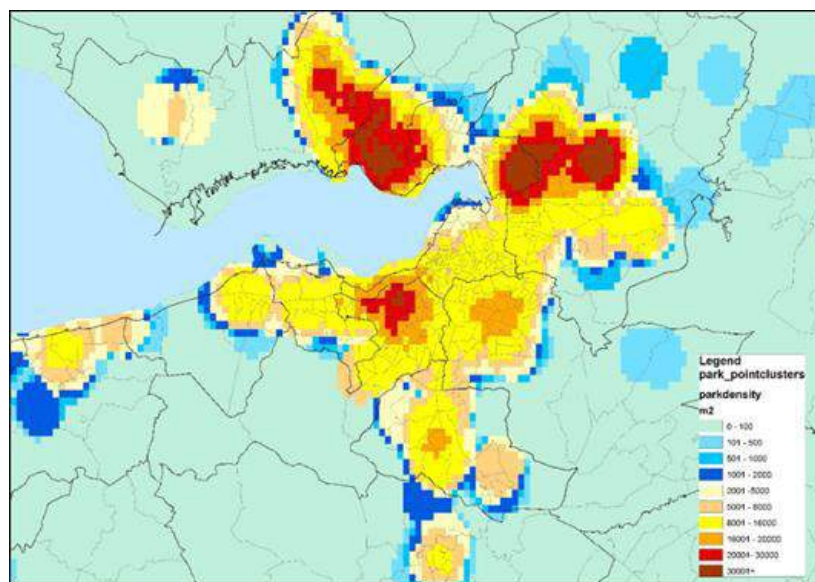 Legend
park_pointclusters
parkdensity
m2
0 - 100
101 - 500
501 - 1000
1001 - 2000
2001 -5000
5001 - 8000
8001 - 16000
16001 - 20000
20001- 30000
30001+